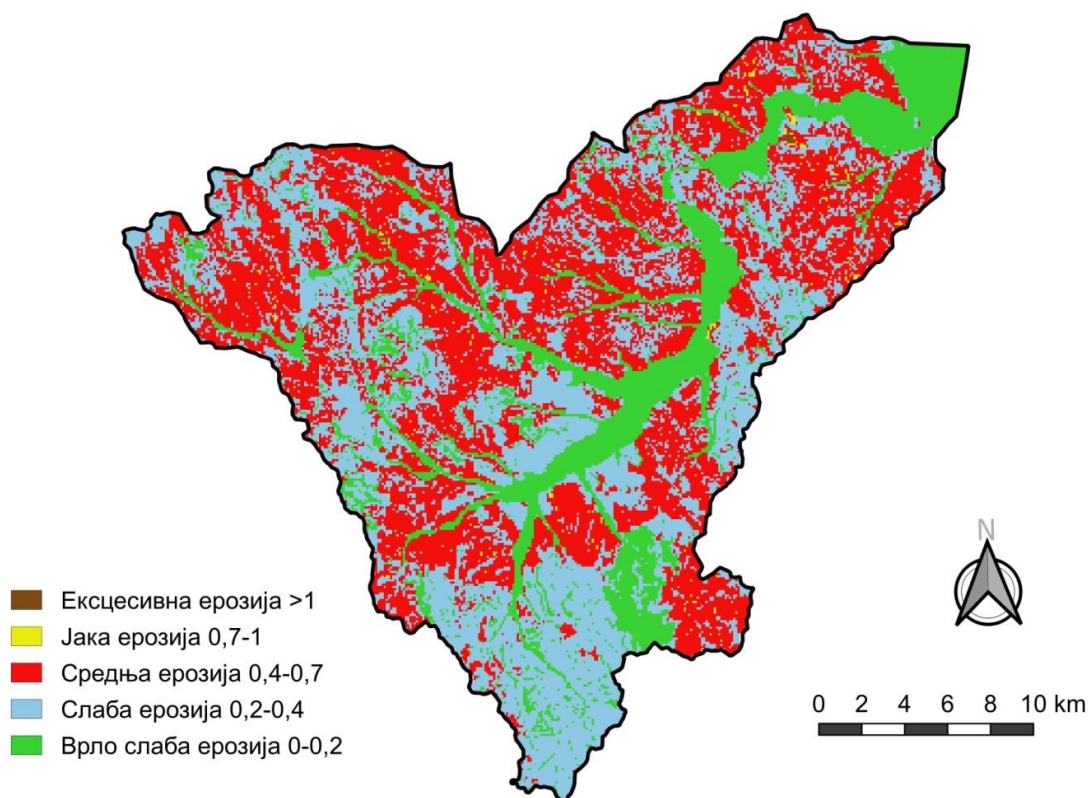 N
Ексцесивна ерозија >1
Јака ерозија 0,7-1
Средња ерозија 0,4-0,7
Слаба ерозија 0,2-0,4
Врло слаба ерозија 0-0,2
0 2 4 6 8 10 km